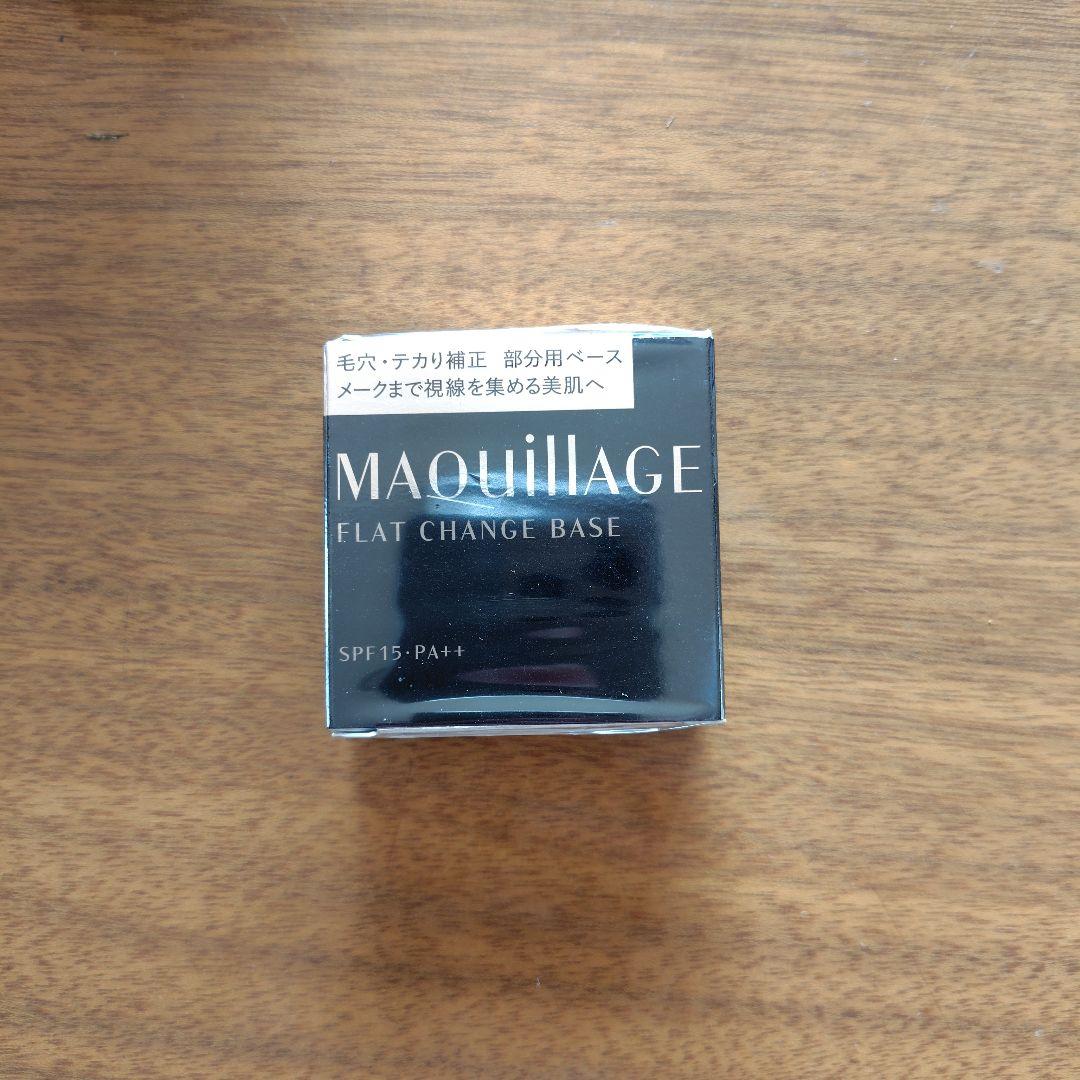 毛穴・テカリ補正 部分用ベース
メークまで視線を集める美肌へ
MAQuillAGE
FLAT CHANGE BASE
SPF15・PA++